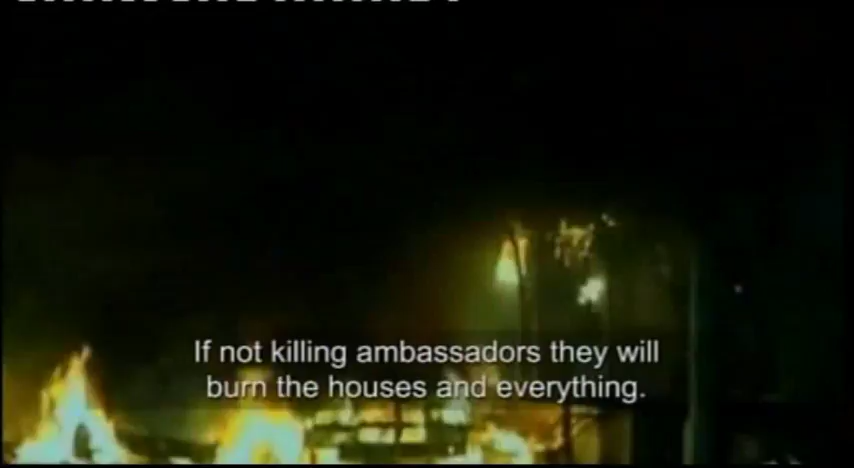 If not killing ambassadors they will
burn the houses and everything.